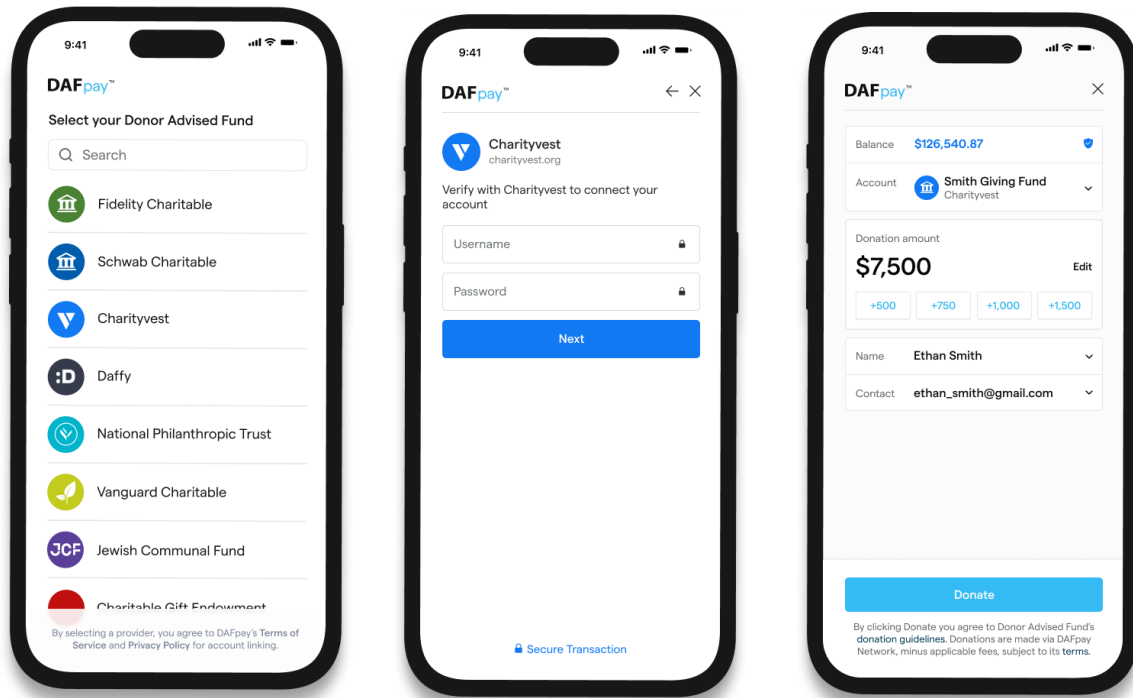 9:41
DAFpay™
Select your Donor Advised Fund
Search
Fidelity Charitable
Schwab Charitable
Charityvest
:D Daffy
National Philanthropic Trust
Vanguard Charitable
JCF Jewish Communal Fund
Charitable Gift Endowment
By selecting a provider, you agree to DAFpay's Terms of
Service and Privacy Policy for account linking.
9:41
DAFpay™
Charityvest
charityvest.org
Verify with Charityvest to connect your
account
Username
Password
Next
Secure Transaction
9:41
DAFpay™
Balance $126,540.87
Account Smith Giving Fund
Charityvest
Donation amount
$7,500 Edit
+500 +750 +1,000 +1,500
Name Ethan Smith
Contact ethan_smith@gmail.com
Donate
By clicking Donate you agree to Donor Advised Fund's
donation guidelines. Donations are made via DAFpay
Network, minus applicable fees, subject to its terms.